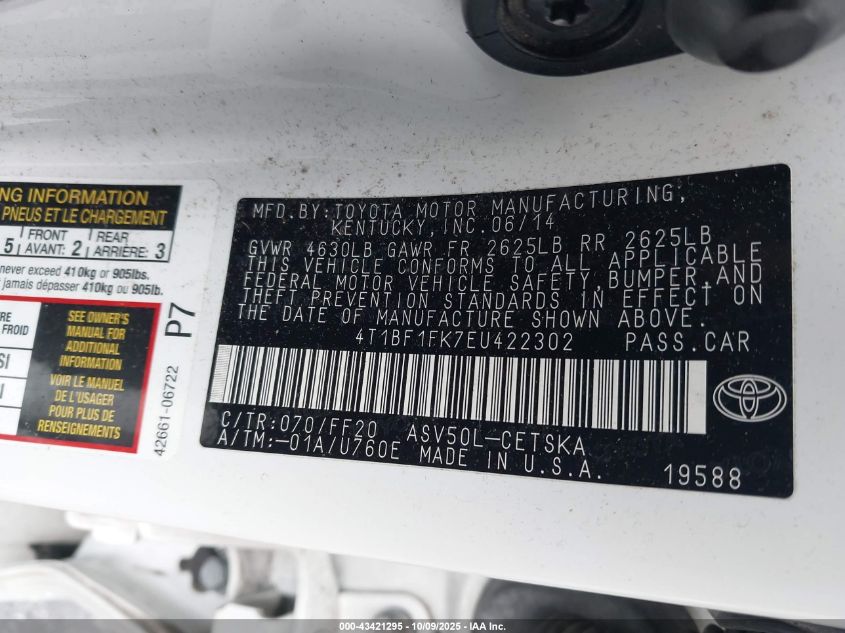 NG INFORMATION
PNEUS ET LE CHARGEMENT
5 FRONT AVANT: 2 REAR ARRIÈRE: 3
never exceed 410kg or 905lbs.
jamais dépasser 410kg ou 905lb.
RE
FROID
SI
SEE OWNER'S
MANUAL FOR
ADDITIONAL
INFORMATION
VOIR LE MANUEL
DE L'USAGER
POUR PLUS DE
RENSEIGNEMENTS
P7
42661-06722
MFD.BY:TOYOTA MOTOR MANUFACTURING,
KENTUCKY, INC.06/14
GVWR 4630LB GAWR FR 2625LB RR 2625LB
THIS VEHICLE CONFORMS TO ALL APPLICABLE
FEDERAL MOTOR VEHICLE SAFETY,BUMPER,AND
THEFT PREVENTION STANDARDS IN EFFECT ON
THE DATE OF MANUFACTURE SHOWN ABOVE.
4T1BF1FK7EU422302 PASS.CAR
C/TR:070/FF20 ASV50L-CETSKA
A/TM:-01A/U760E MADE IN U.S.A.
19588
000-43421295 - 10/09/2025 - IAA, Inc.